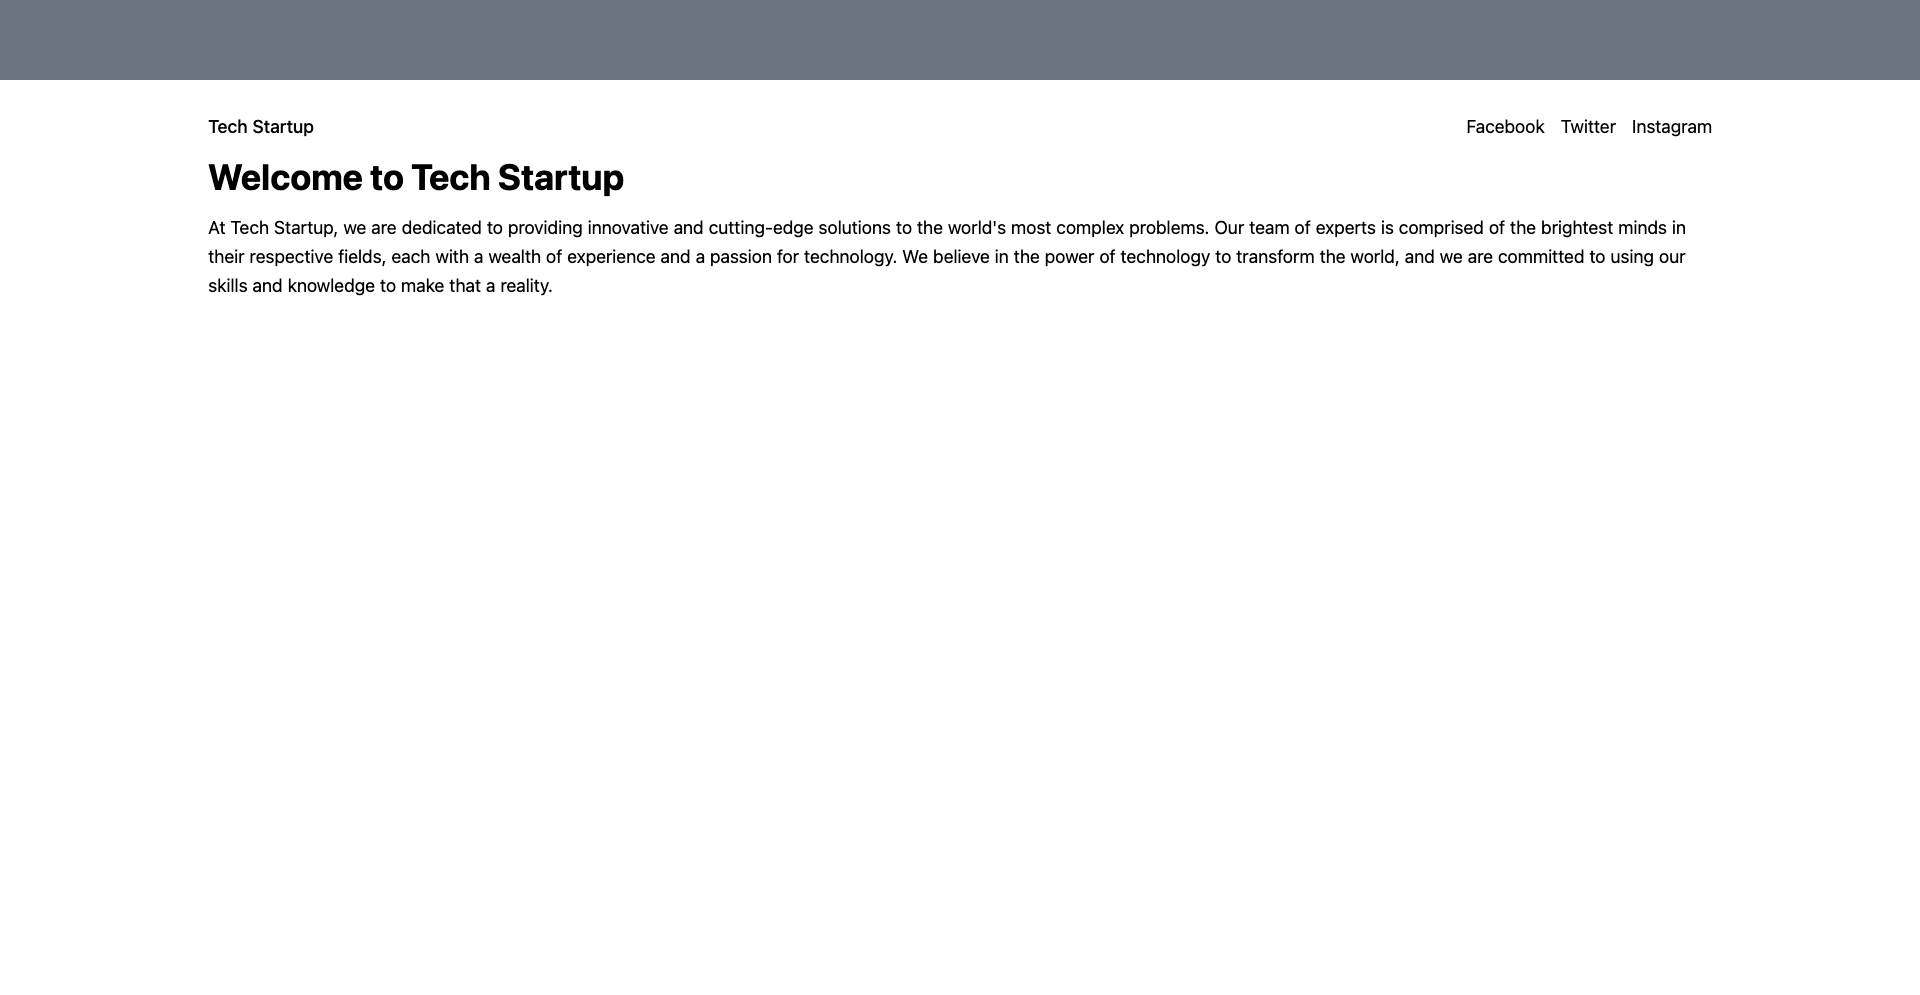 Tech Startup
Facebook Twitter Instagram
Welcome to Tech Startup
At Tech Startup, we are dedicated to providing innovative and cutting-edge solutions to the world's most complex problems. Our team of experts is comprised of the brightest minds in
their respective fields, each with a wealth of experience and a passion for technology. We believe in the power of technology to transform the world, and we are committed to using our
skills and knowledge to make that a reality.